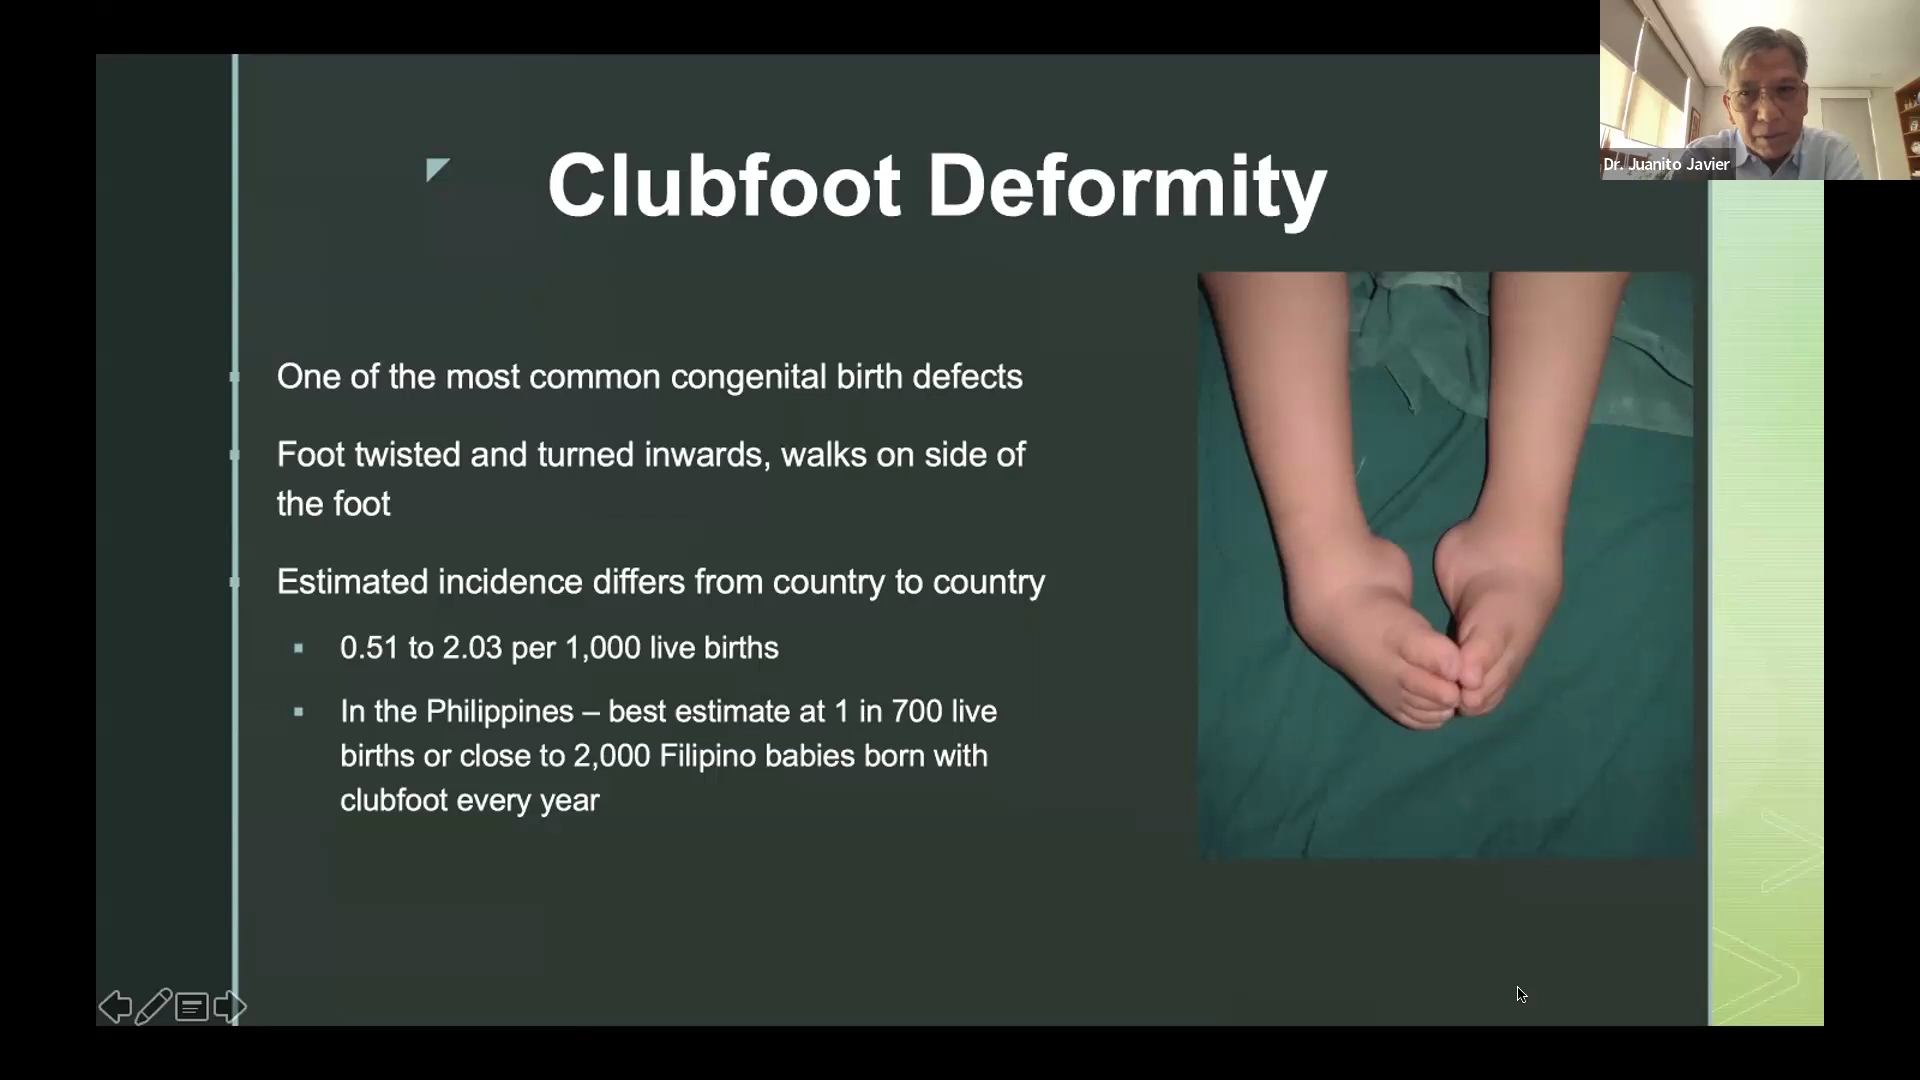 Clubfoot Deformity
Dr. Juanito Javier
One of the most common congenital birth defects
Foot twisted and turned inwards, walks on side of
the foot
Estimated incidence differs from country to country
0.51 to 2.03 per 1,000 live births
In the Philippines – best estimate at 1 in 700 live
births or close to 2,000 Filipino babies born with
clubfoot every year